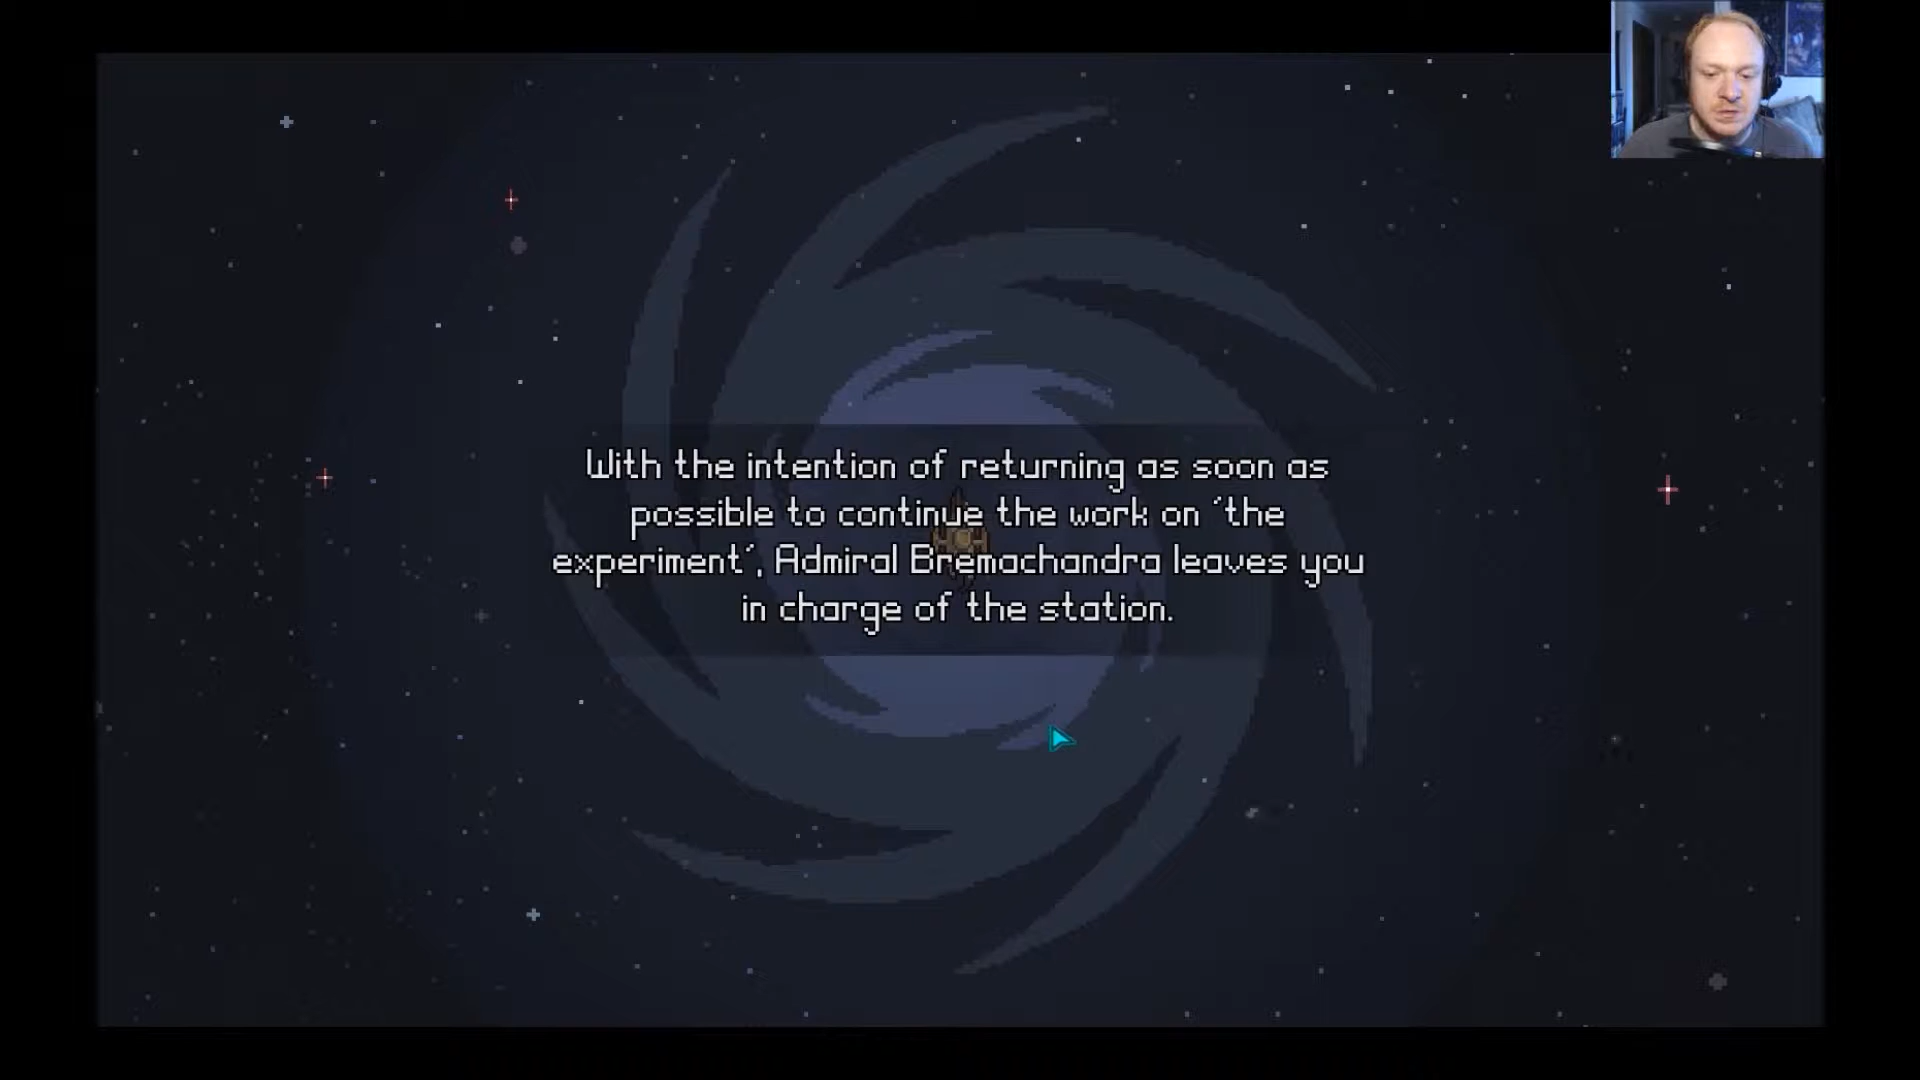 With the intention of returning as soon as
possible to continue the work on 'the
experiment', Admiral Bremachandra leaves you
in charge of the station.